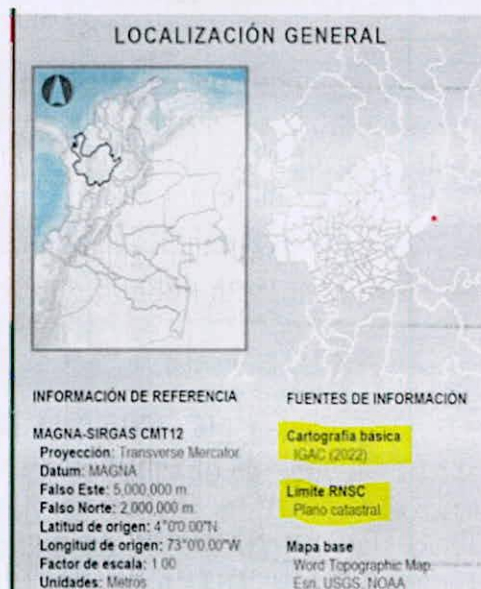 LOCALIZACIÓN GENERAL
INFORMACIÓN DE REFERENCIA
MAGNA-SIRGAS CMT12
Proyección: Transverse Mercator
Datum: MAGNA
Falso Este: 5,000,000 m.
Falso Norte: 2,000,000 m.
Latitud de origen: 4°0'0.00"N
Longitud de origen: 73°0'0.00"W
Factor de escala: 1.00
Unidades: Metros
FUENTES DE INFORMACIÓN
Cartografía básica
IGAC (2022)
Limite RNSC
Plano catastral
Mapa base
Word Topographic Map.
Esri, USGS, NOAA